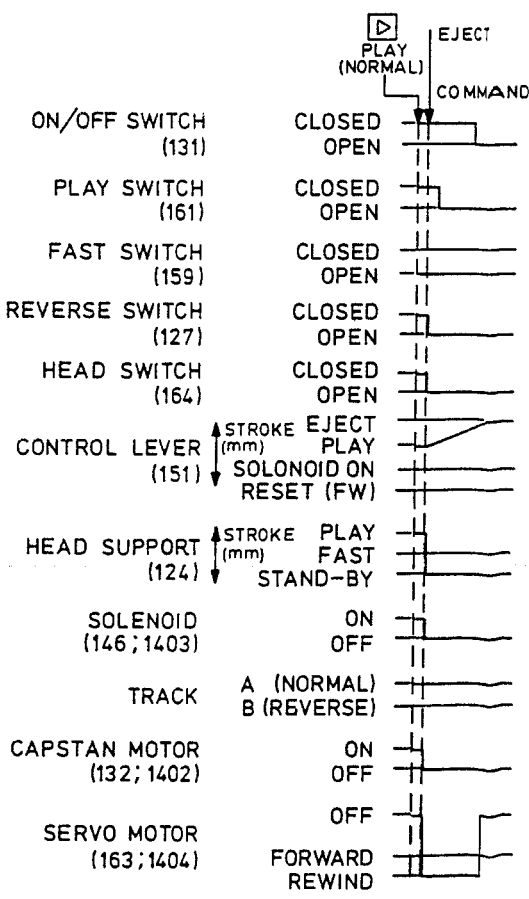 EJECT
PLAY
(NORMAL)
COMMAND
ON/OFF SWITCH CLOSED
(131) OPEN
PLAY SWITCH CLOSED
(161) OPEN
FAST SWITCH CLOSED
(159) OPEN
REVERSE SWITCH CLOSED
(127) OPEN
HEAD SWITCH CLOSED
(164) OPEN
STROKE EJECT
CONTROL LEVER (mm) PLAY
(151) SOLONOID ON
RESET (FW)
STROKE PLAY
HEAD SUPPORT (mm) FAST
(124) STAND-BY
SOLENOID ON
(146;1403) OFF
TRACK A (NORMAL)
B (REVERSE)
CAPSTAN MOTOR ON
(132;1402) OFF
OFF
SERVO MOTOR
(163;1404) FORWARD
REWIND